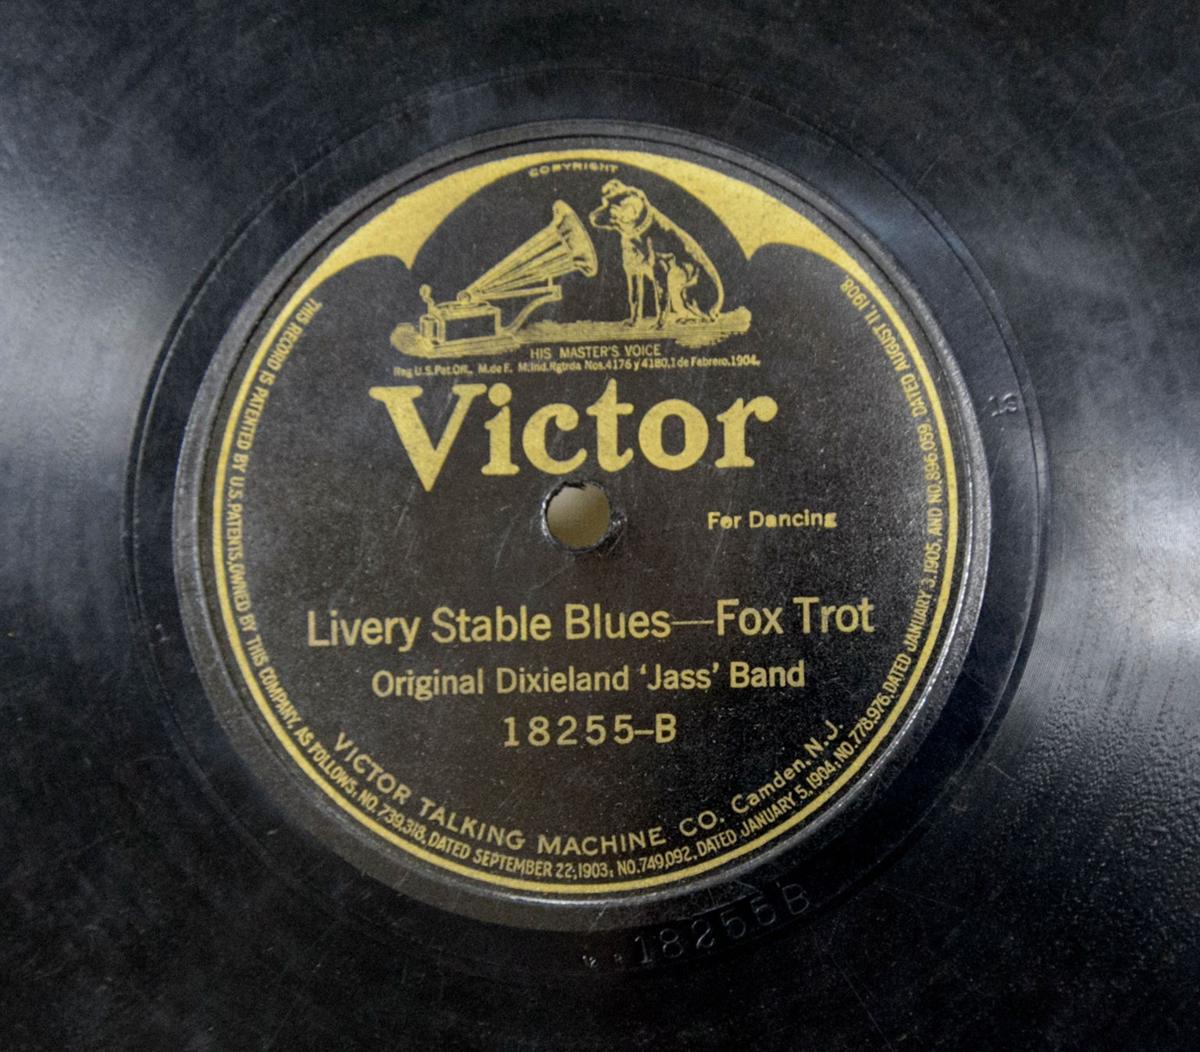 COPYRIGHT
HIS MASTER'S VOICE
Reg.U.S.Pat.Off., M.de F. M.Ind.Rgtrda Nos.4176 y 4180,1 de Febrero,1904.
Victor
For Dancing
Livery Stable Blues—Fox Trot
Original Dixieland ‘Jass’ Band
18255–B
VICTOR TALKING MACHINE CO. Camden, N.J.
THIS RECORD IS PATENTED BY U.S. PATENTS, OWNED BY THIS COMPANY, AS FOLLOWS: NO. 739,318, DATED SEPTEMBER 22, 1903; NO. 749,092, DATED JANUARY 5, 1904, NO. 778,976, DATED JANUARY 3, 1905, AND NO. 896,059, DATED AUGUST 11, 1908
18255B